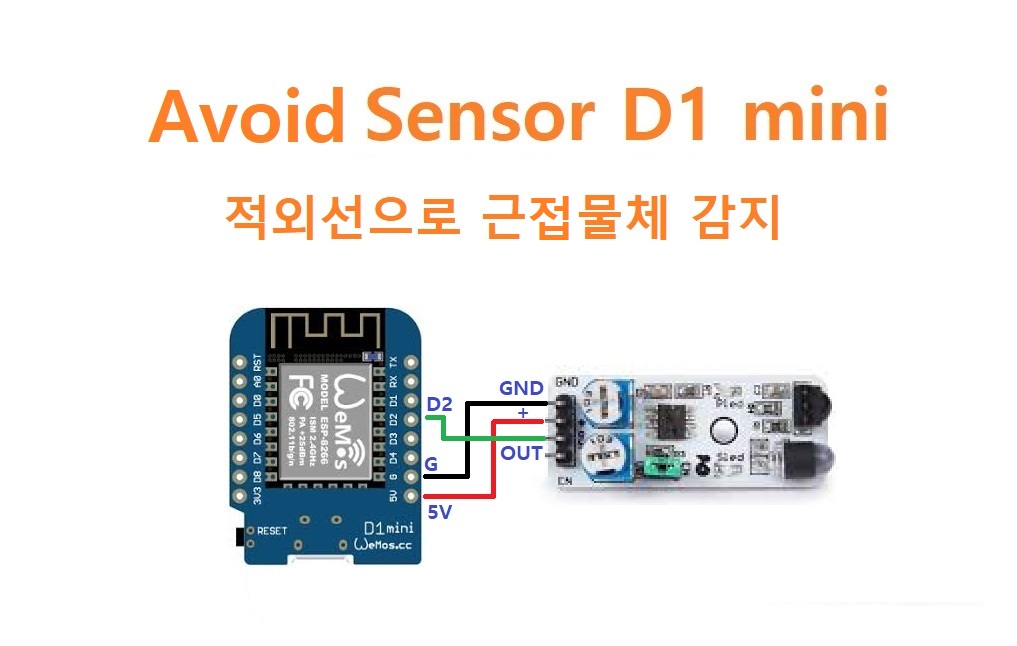 Avoid Sensor D1 mini
적외선으로 근접물체 감지
GND
+
OUT
D2
G
5V
RST
A0
D0
D5
D6
D7
D8
3V3
TX
RX
D1
D2
D3
D4
G
5V
WeMos
MODEL ESP-8266
ISM 2.4GHz
PA +25dBm
802.11b/g/n
FC
RESET
D1mini
WeMos.cc
GND
EN